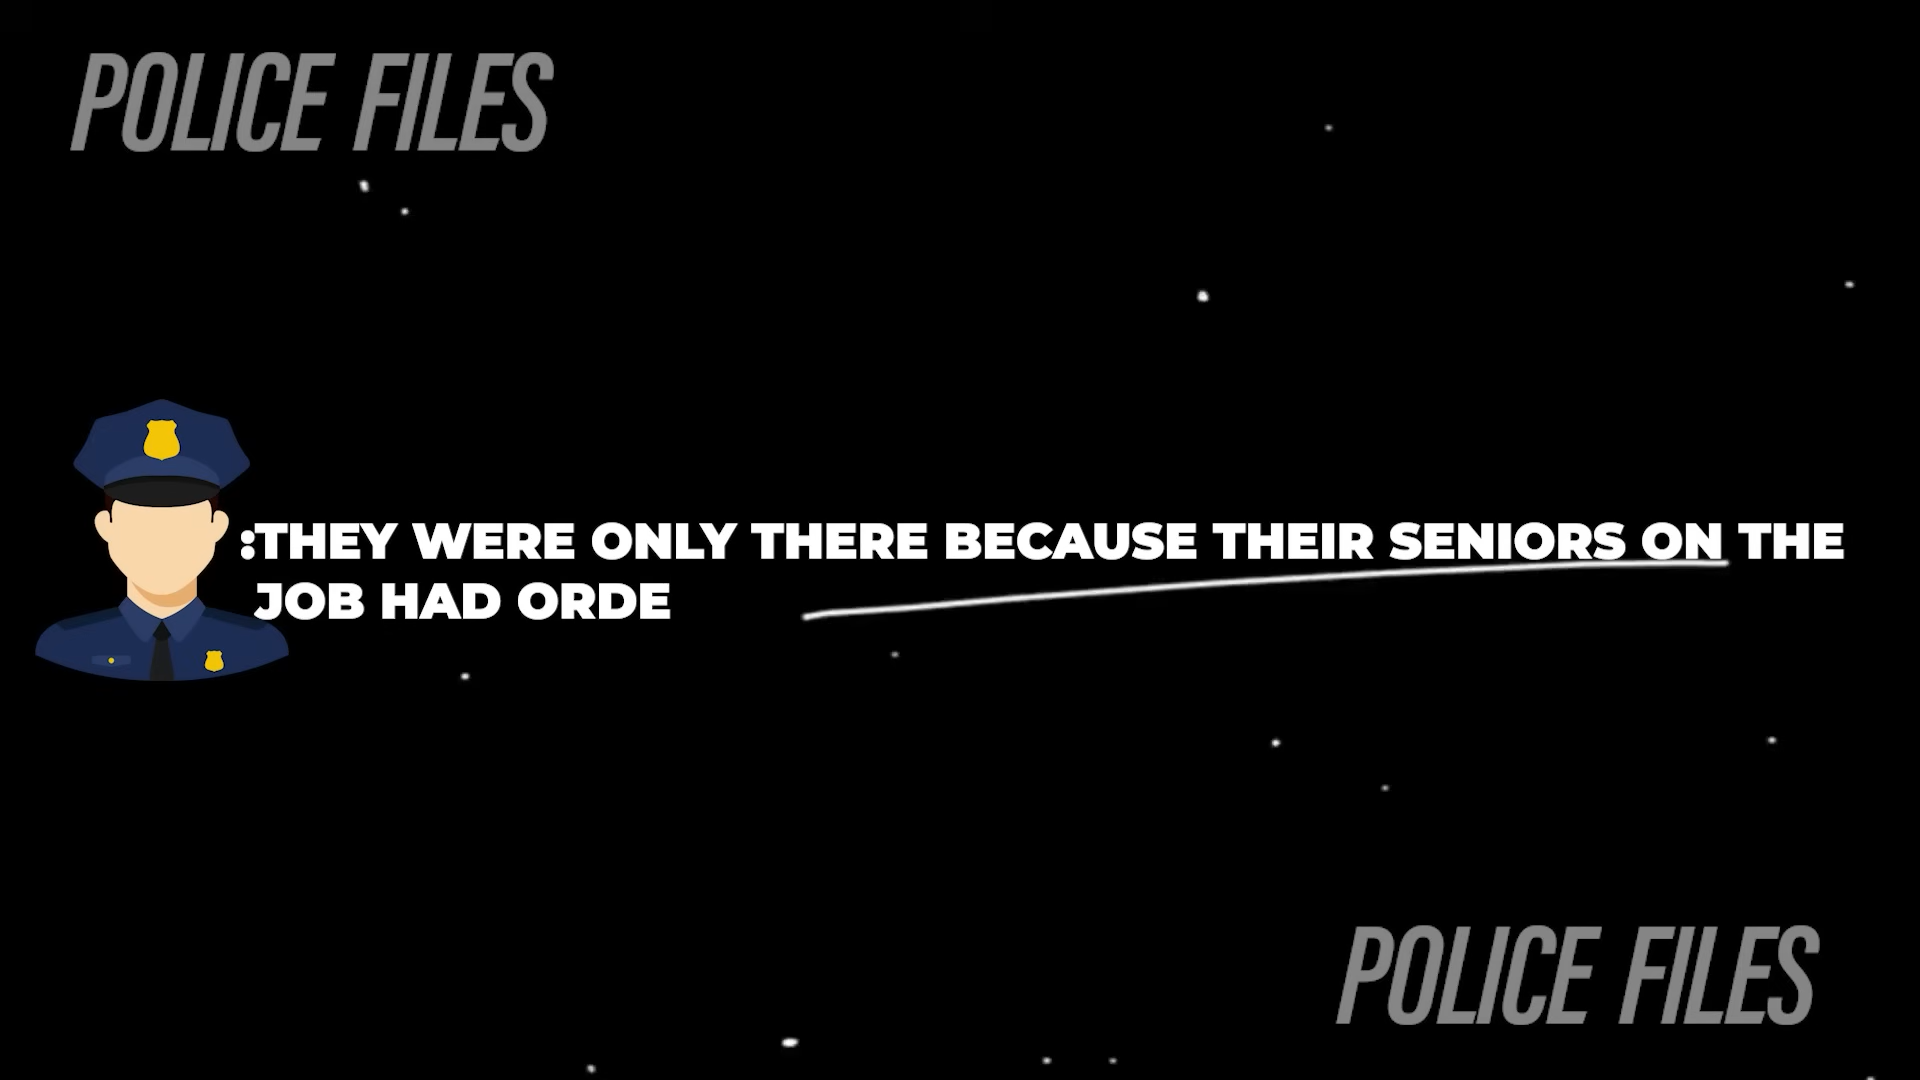 POLICE FILES
:THEY WERE ONLY THERE BECAUSE THEIR SENIORS ON THE
JOB HAD ORDE
POLICE FILES